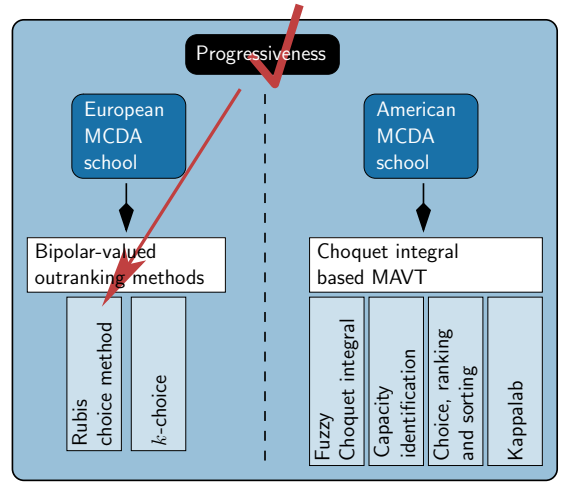 Progressiveness
European
MCDA
school
American
MCDA
school
Bipolar-valued
outranking methods
Choquet integral
based MAVT
Rubis
choice method
k-choice
Fuzzy
Choquet integral
Capacity
identification
Choice, ranking
and sorting
Kappalab